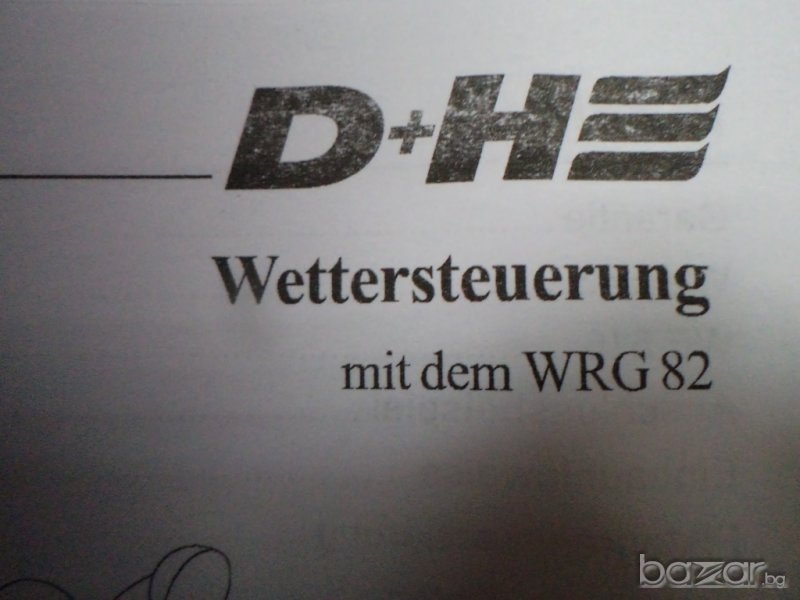 D+H
Wettersteuerung
mit dem WRG 82
bazar.bg